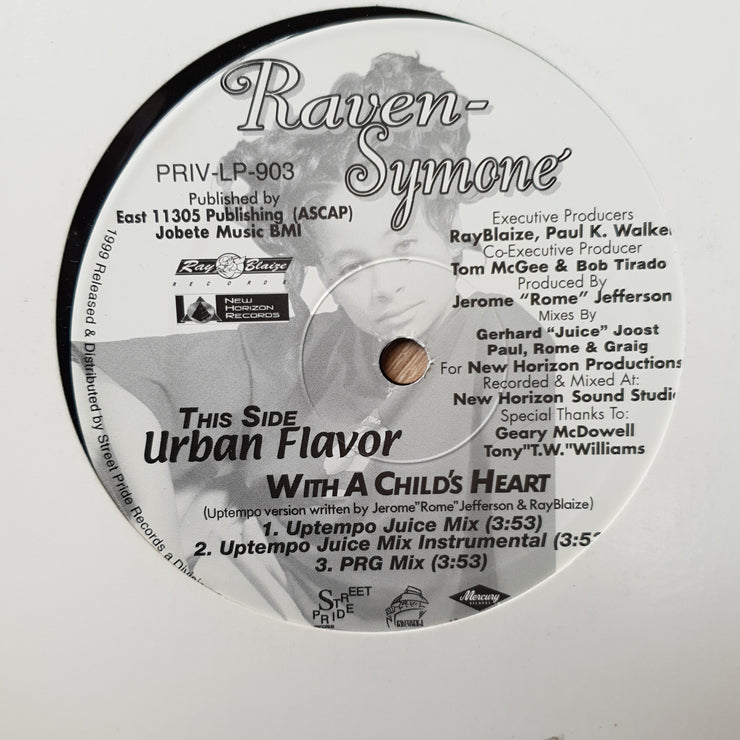 Raven-
Symoné
PRIV-LP-903
Published by
East 11305 Publishing (ASCAP)
Jobete Music BMI
Ray Blaize
RECORDS
NEW
HORIZON
RECORDS
Executive Producers
RayBlaize, Paul K. Walker
Co-Executive Producer
Tom McGee & Bob Tirado
Produced By
Jerome "Rome" Jefferson
Mixes By
Gerhard "Juice" Joost
Paul, Rome & Graig
For New Horizon Productions
Recorded & Mixed At:
New Horizon Sound Studio
Special Thanks To:
Geary McDowell
Tony"T.W."Williams
1999 Released & Distributed by Street Pride Records a
THIS SIDE
Urban Flavor
WITH A CHILD'S HEART
(Uptempo version written by Jerome"Rome"Jefferson & RayBlaize)
1. Uptempo Juice Mix (3:53)
2. Uptempo Juice Mix Instrumental (3:53
3. PRG Mix (3:53)
STREET
PRIDE
Mercury